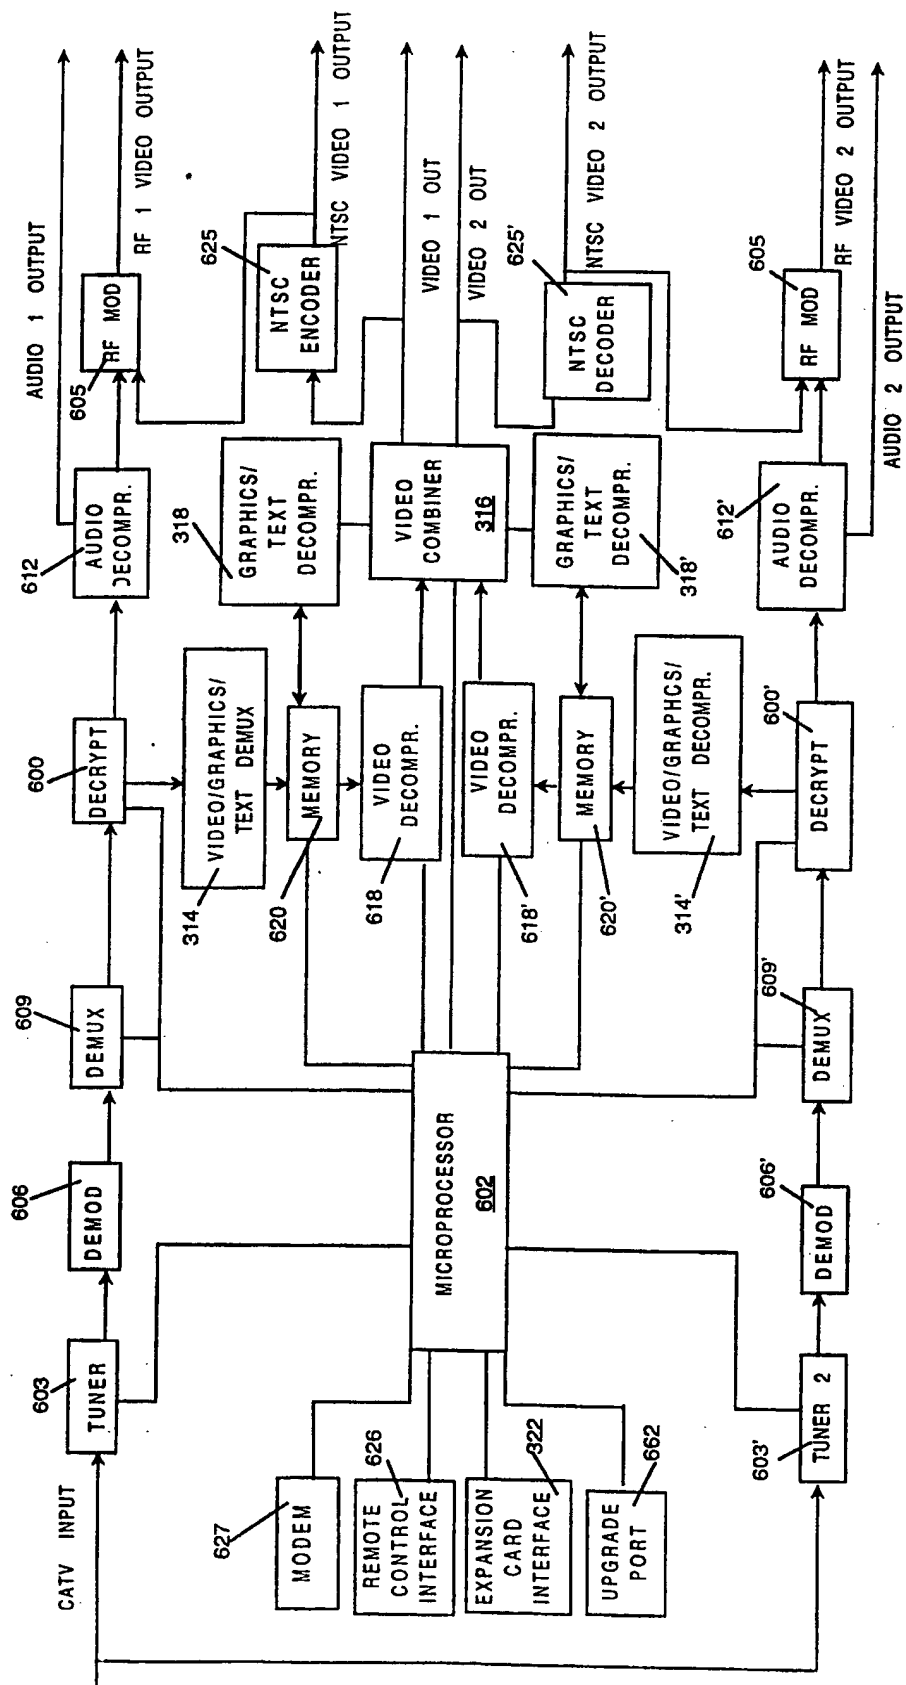 CATV INPUT
603
TUNER
606
DEMOD
609
DEMUX
600
DECRYPT
612
AUDIO
DECOMPR.
605
RF MOD
AUDIO 1 OUTPUT
RF 1 VIDEO OUTPUT
314
VIDEO/GRAPHICS/
TEXT DEMUX
318
GRAPHICS/
TEXT
DECOMPR.
625
NTSC
ENCODER
NTSC VIDEO 1 OUTPUT
627
MODEM
620
MEMORY
626
REMOTE
CONTROL
INTERFACE
618
VIDEO
DECOMPR.
VIDEO
COMBINER
316
VIDEO 1 OUT
VIDEO 2 OUT
MICROPROCESSOR
602
322
EXPANSION
CARD
INTERFACE
618'
VIDEO
DECOMPR.
662
UPGRADE
PORT
620'
MEMORY
318'
GRAPHICS/
TEXT
DECOMPR.
625'
NTSC
DECODER
NTSC VIDEO 2 OUTPUT
314'
VIDEO/GRAPHCS/
TEXT DECOMPR.
603'
TUNER 2
606'
DEMOD
609'
DEMUX
600'
DECRYPT
612'
AUDIO
DECOMPR.
605
RF MOD
RF VIDEO 2 OUTPUT
AUDIO 2 OUTPUT